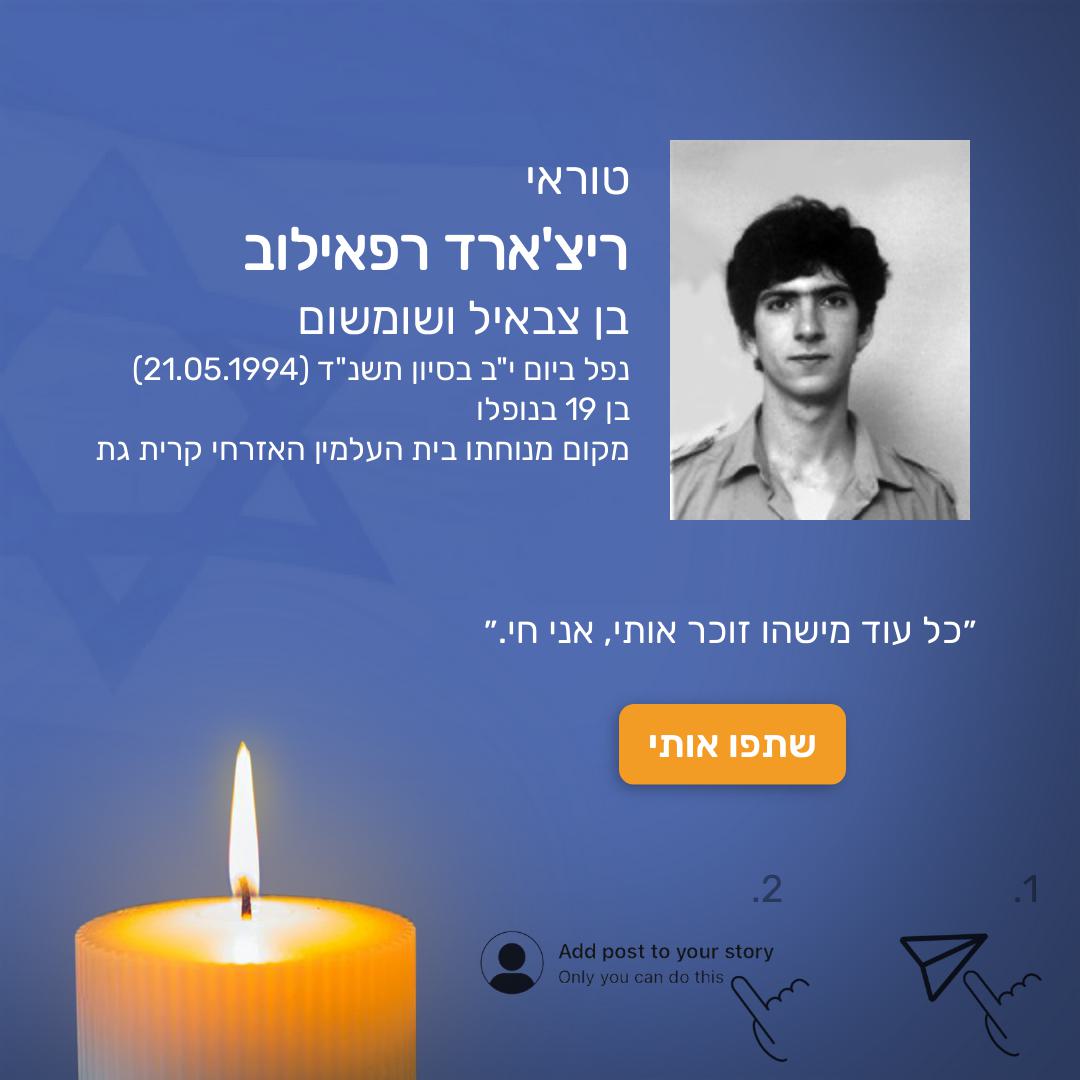 טוראי
ריצ'ארד רפאילוב
בן צבאיל ושומשום
נפל ביום י"ב בסיון תשנ"ד (21.05.1994)
בן 19 בנופלו
מקום מנוחתו בית העלמין האזרחי קרית גת
״כל עוד מישהו זוכר אותי, אני חי.״
שתפו אותי
1.
2.
Add post to your story
Only you can do this